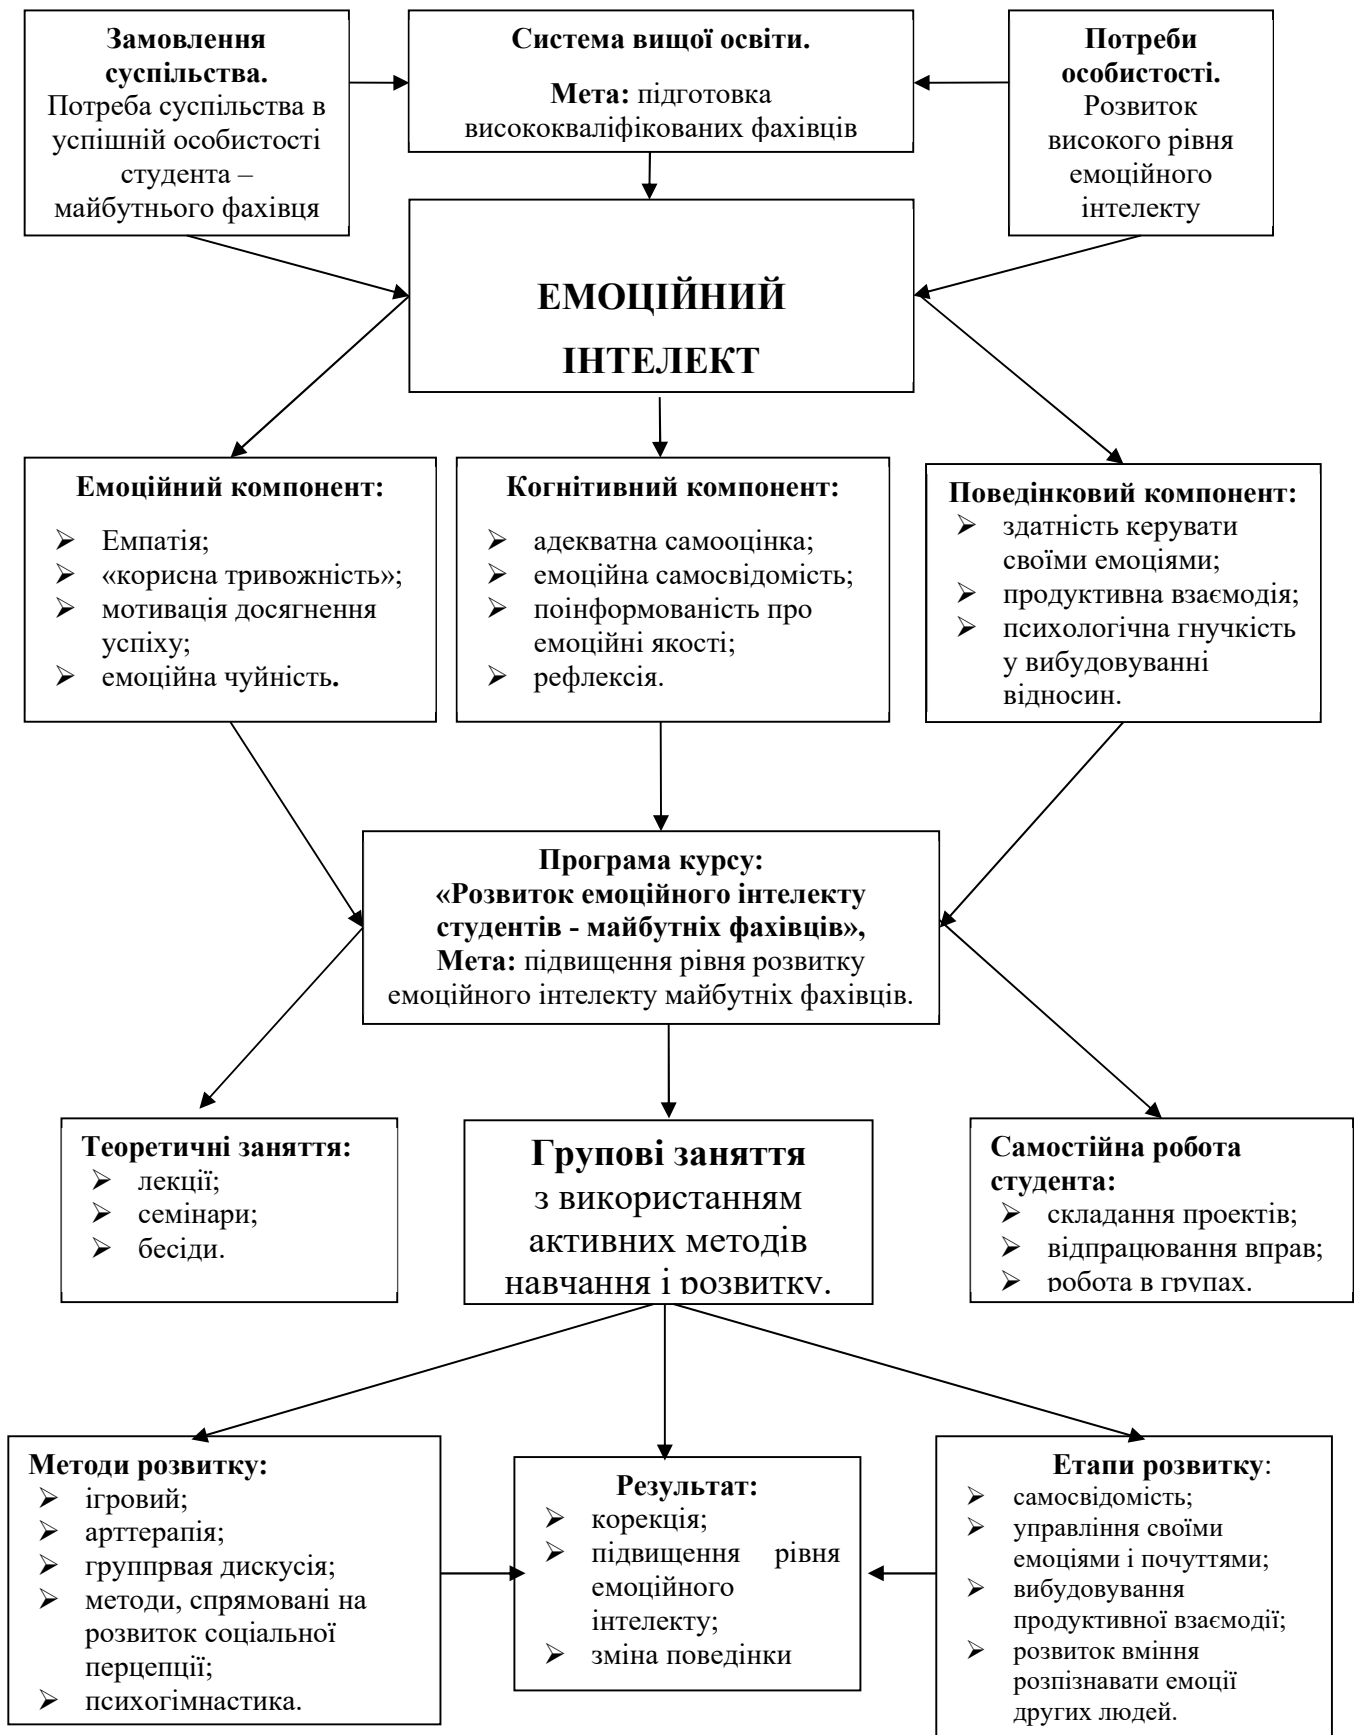 Замовлення
суспільства.
Потреба суспільства в
успішній особистості
студента –
майбутнього фахівця
Система вищої освіти.
Мета: підготовка
висококваліфікованих фахівців
Потреби
особистості.
Розвиток
високого рівня
емоційного
інтелекту
ЕМОЦІЙНИЙ
ІНТЕЛЕКТ
Емоційний компонент:
➢ Емпатія;
➢ «корисна тривожність»;
➢ мотивація досягнення
успіху;
➢ емоційна чуйність.
Когнітивний компонент:
➢ адекватна самооцінка;
➢ емоційна самосвідомість;
➢ поінформованість про
емоційні якості;
➢ рефлексія.
Поведінковий компонент:
➢ здатність керувати
своїми емоціями;
➢ продуктивна взаємодія;
➢ психологічна гнучкість
у вибудовуванні
відносин.
Програма курсу:
«Розвиток емоційного інтелекту
студентів - майбутніх фахівців»,
Мета: підвищення рівня розвитку
емоційного інтелекту майбутніх фахівців.
Теоретичні заняття:
➢ лекції;
➢ семінари;
➢ бесіди.
Групові заняття
з використанням
активних методів
навчання і розвитку.
Самостійна робота
студента:
➢ складання проектів;
➢ відпрацювання вправ;
➢ робота в групах.
Методи розвитку:
➢ ігровий;
➢ арттерапія;
➢ группрвая дискусія;
➢ методи, спрямовані на
розвиток соціальної
перцепції;
➢ психогімнастика.
Результат:
➢ корекція;
➢ підвищення рівня
емоційного
інтелекту;
➢ зміна поведінки
Етапи розвитку:
➢ самосвідомість;
➢ управління своїми
емоціями і почуттями;
➢ вибудовування
продуктивної взаємодії;
➢ розвиток вміння
розпізнавати емоції
других людей.